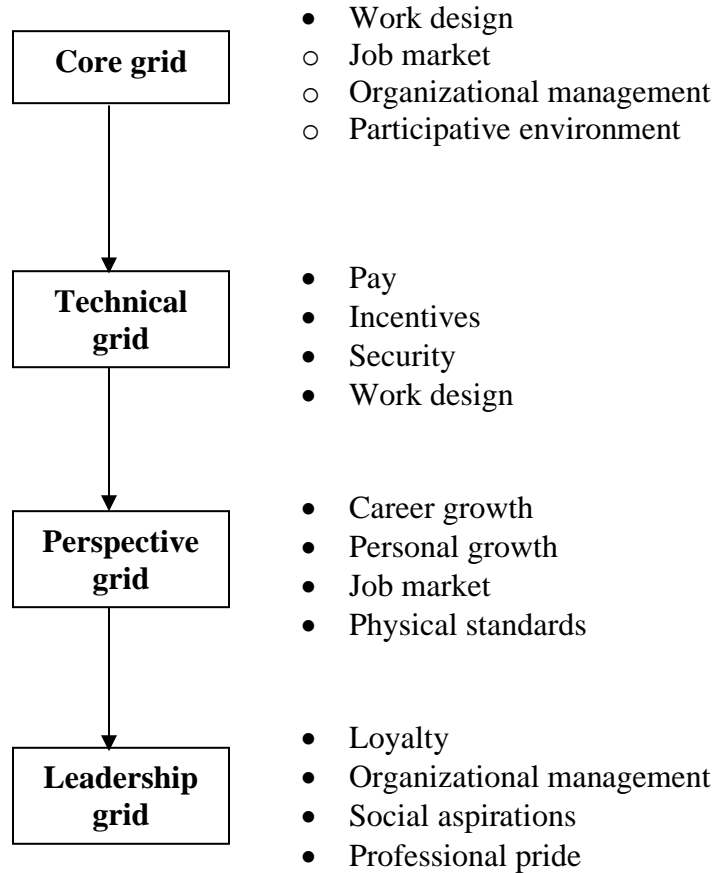 Core grid
• Work design
o Job market
o Organizational management
o Participative environment
Technical
grid
• Pay
• Incentives
• Security
• Work design
Perspective
grid
• Career growth
• Personal growth
• Job market
• Physical standards
Leadership
grid
• Loyalty
• Organizational management
• Social aspirations
• Professional pride